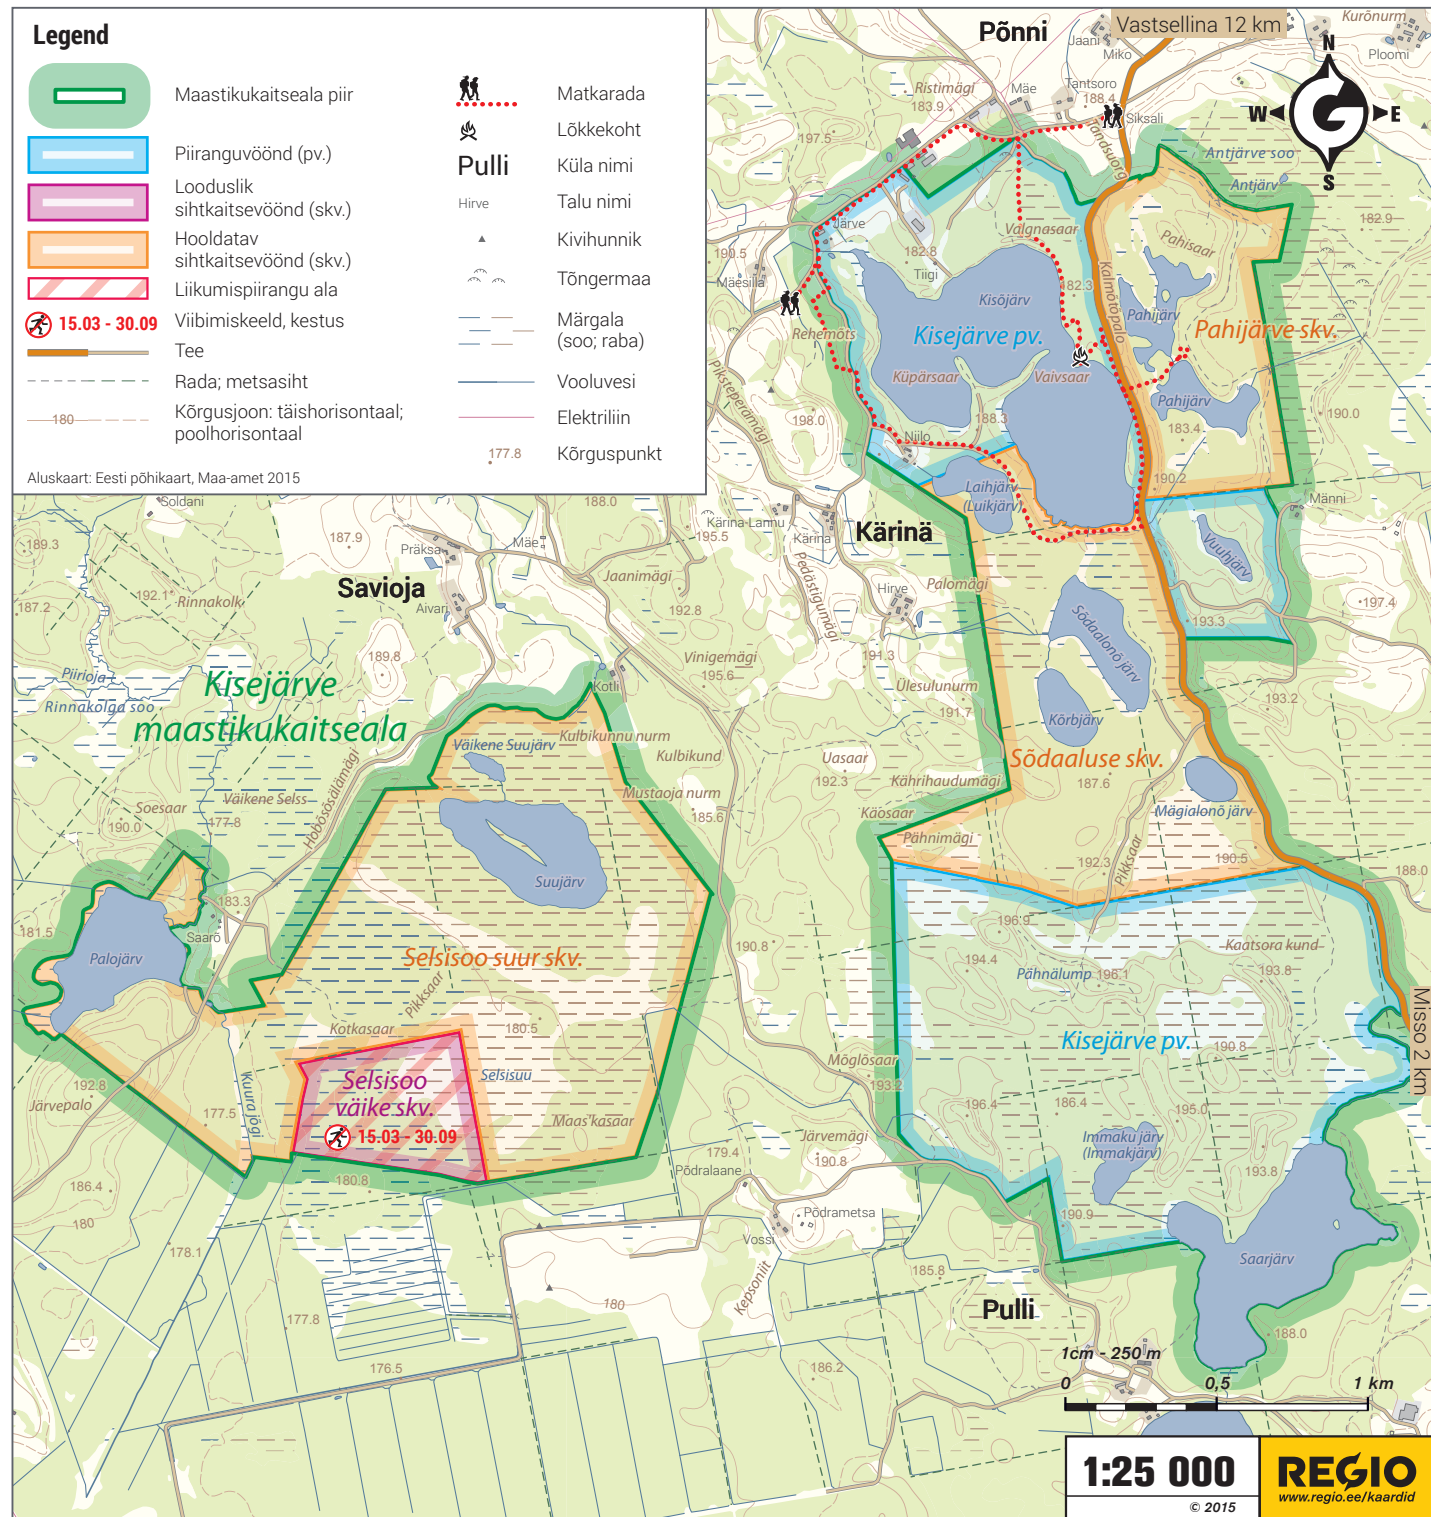 Legend
Maastikukaitseala piir
Piiranguvöönd (pv.)
Looduslik
sihtkaitsevöönd (skv.)
Hooldatav
sihtkaitsevöönd (skv.)
Liikumispiirangu ala
15.03 - 30.09
Viibimiskeeld, kestus
Tee
Rada; metsasiht
180
Kõrgusjoon: täishorisontaal;
poolhorisontaal
Matkarada
Lõkkekoht
Pulli
Küla nimi
Hirve
Talu nimi
Kivihunnik
Tõngermaa
Märgala
(soo; raba)
Vooluvesi
Elektriliin
177.8
Kõrguspunkt
Aluskaart: Eesti põhikaart, Maa-amet 2015
Põnni
Vastsellina 12 km
Kurõnurm
Ploomi
Jaani
Miko
Tantsoro
188.4
Siksali
Tandsuorg
Ristimägi
183.9
Mäe
197.5
N
W
E
S
G
Antjärve soo
Antjärv
182.9
Pahisaar
Valgnasaar
Järve
182.8
Tiigi
190.5
Mäesilla
Kisõjärv
182.3
Kalmõtõpalo
Pahijärv
Pahijärve skv.
Kisejärve pv.
Rehemõts
Küpärsaar
Vaivsaar
Piksteperämägi
198.0
188.3
Niilo
Pahijärv
183.4
190.0
190.2
Laihjärv
(Luikjärv)
Männi
Vuuhjärv
193.3
197.4
Soldani
188.0
189.3
187.9
Präksa
Mäe
Kärina-Lannu
195.5
Kärina
Kärinä
Pedästigumägi
Hirve
Palomägi
Jaanimägi
192.8
Savioja
Aivari
187.2
192.1
Rinnakolk
189.8
191.3
Sõdaalonõ järv
Kõrbjärv
Vinigemägi
195.6
Ülesulunurm
191.7
193.2
Piirioja
Rinnakolga soo
Kisejärve
maastikukaitseala
Kotli
Kulbikunnu nurm
Kulbikund
Väikene Suujärv
Uasaar
192.3
Kährihaudumägi
Sõdaaluse skv.
187.6
Mägialonõ järv
Mustaoja nurm
185.6
Käosaar
Pähnimägi
192.3
Pikksaar
190.5
188.0
Soesaar
190.0
Väikene Selss
177.8
Hobõsõsälämägi
Suujärv
183.3
Saarõ
181.5
Palojärv
Selsisoo suur skv.
Pikksaar
190.8
196.9
194.4
Pähnälump
196.1
Kaatsora kund
193.8
Kotkasaar
180.5
Selsisoo
väike skv.
15.03 - 30.09
Selsisuu
Maas'kasaar
Kuura jõgi
177.5
192.8
Järvepalo
Kisejärve pv.
190.8
Misso 2 km
Mõglõsaar
193.2
196.4
186.4
195.0
Immaku järv
(Immakjärv)
193.8
Järvemägi
190.8
179.4
Põdralaane
Põdrametsa
Vossi
190.9
Saarjärv
186.4
180
178.1
180.8
177.8
176.5
180
Kepsoniit
185.8
Pulli
186.2
188.0
1cm - 250 m
0
0,5
1 km
1:25 000
© 2015
REGIO
www.regio.ee/kaardid